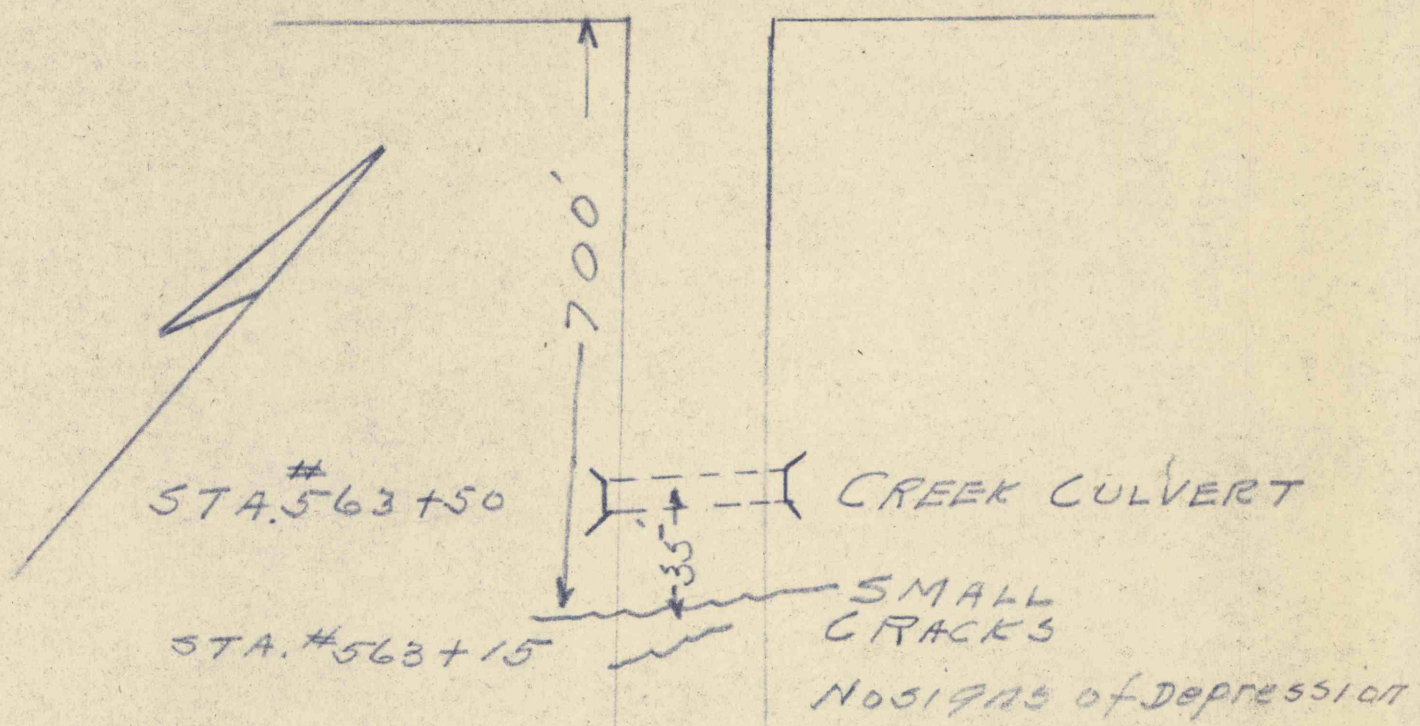 700'
STA.#563+50
CREEK CULVERT
35'
SMALL
CRACKS
STA.#563+15
No signs of Depression